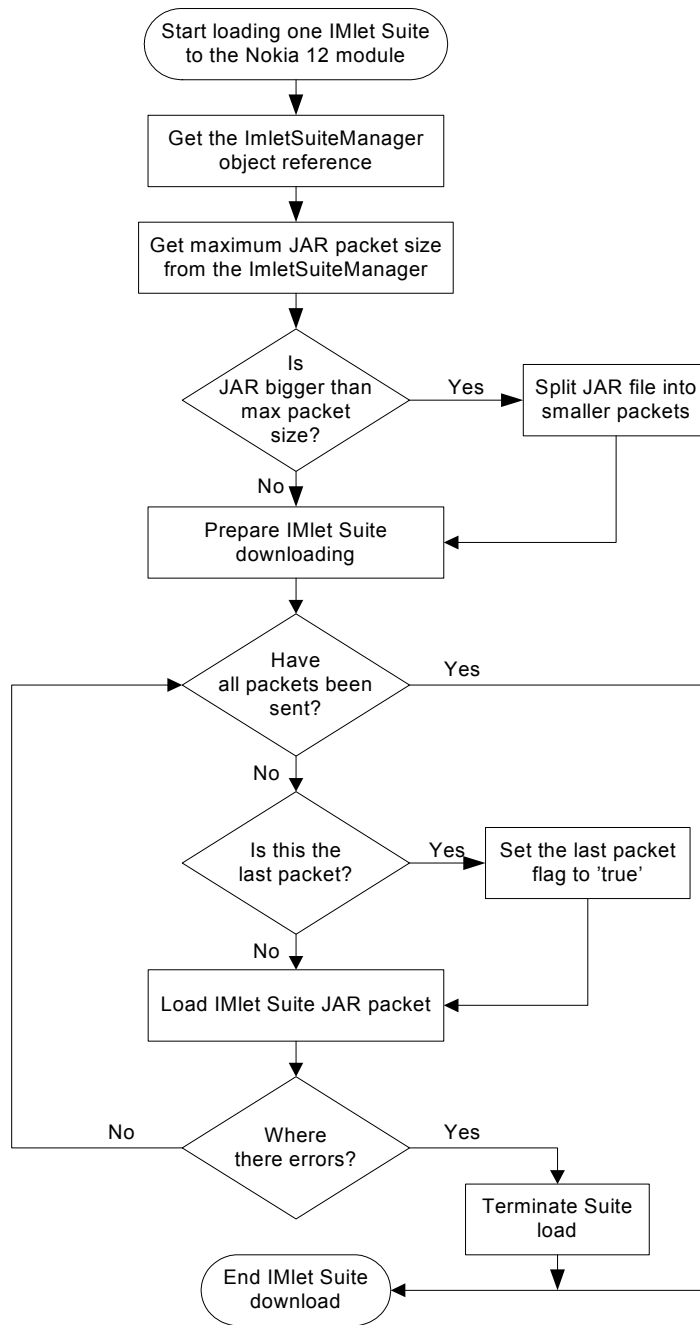 Start loading one IMlet Suite
to the Nokia 12 module
Get the ImletSuiteManager
object reference
Get maximum JAR packet size
from the ImletSuiteManager
Is
JAR bigger than
max packet
size?
Yes
Split JAR file into
smaller packets
No
Prepare IMlet Suite
downloading
Have
all packets been
sent?
Yes
No
Is this the
last packet?
Yes
Set the last packet
flag to ’true’
No
Load IMlet Suite JAR packet
No
Where
there errors?
Yes
Terminate Suite
load
End IMlet Suite
download